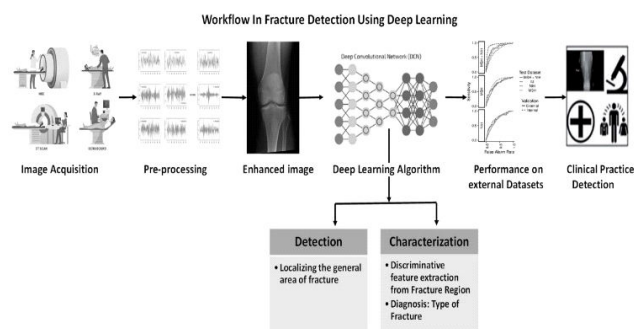 Workflow In Fracture Detection Using Deep Learning
Deep Convolutional Network (DCN)
Image Acquisition
Pre-processing
Enhanced image
Deep Learning Algorithm
Performance on
external Datasets
Clinical Practice
Detection
Detection
• Localizing the general
area of fracture
Characterization
• Discriminative
feature extraction
from Fracture Region
• Diagnosis: Type of
Fracture